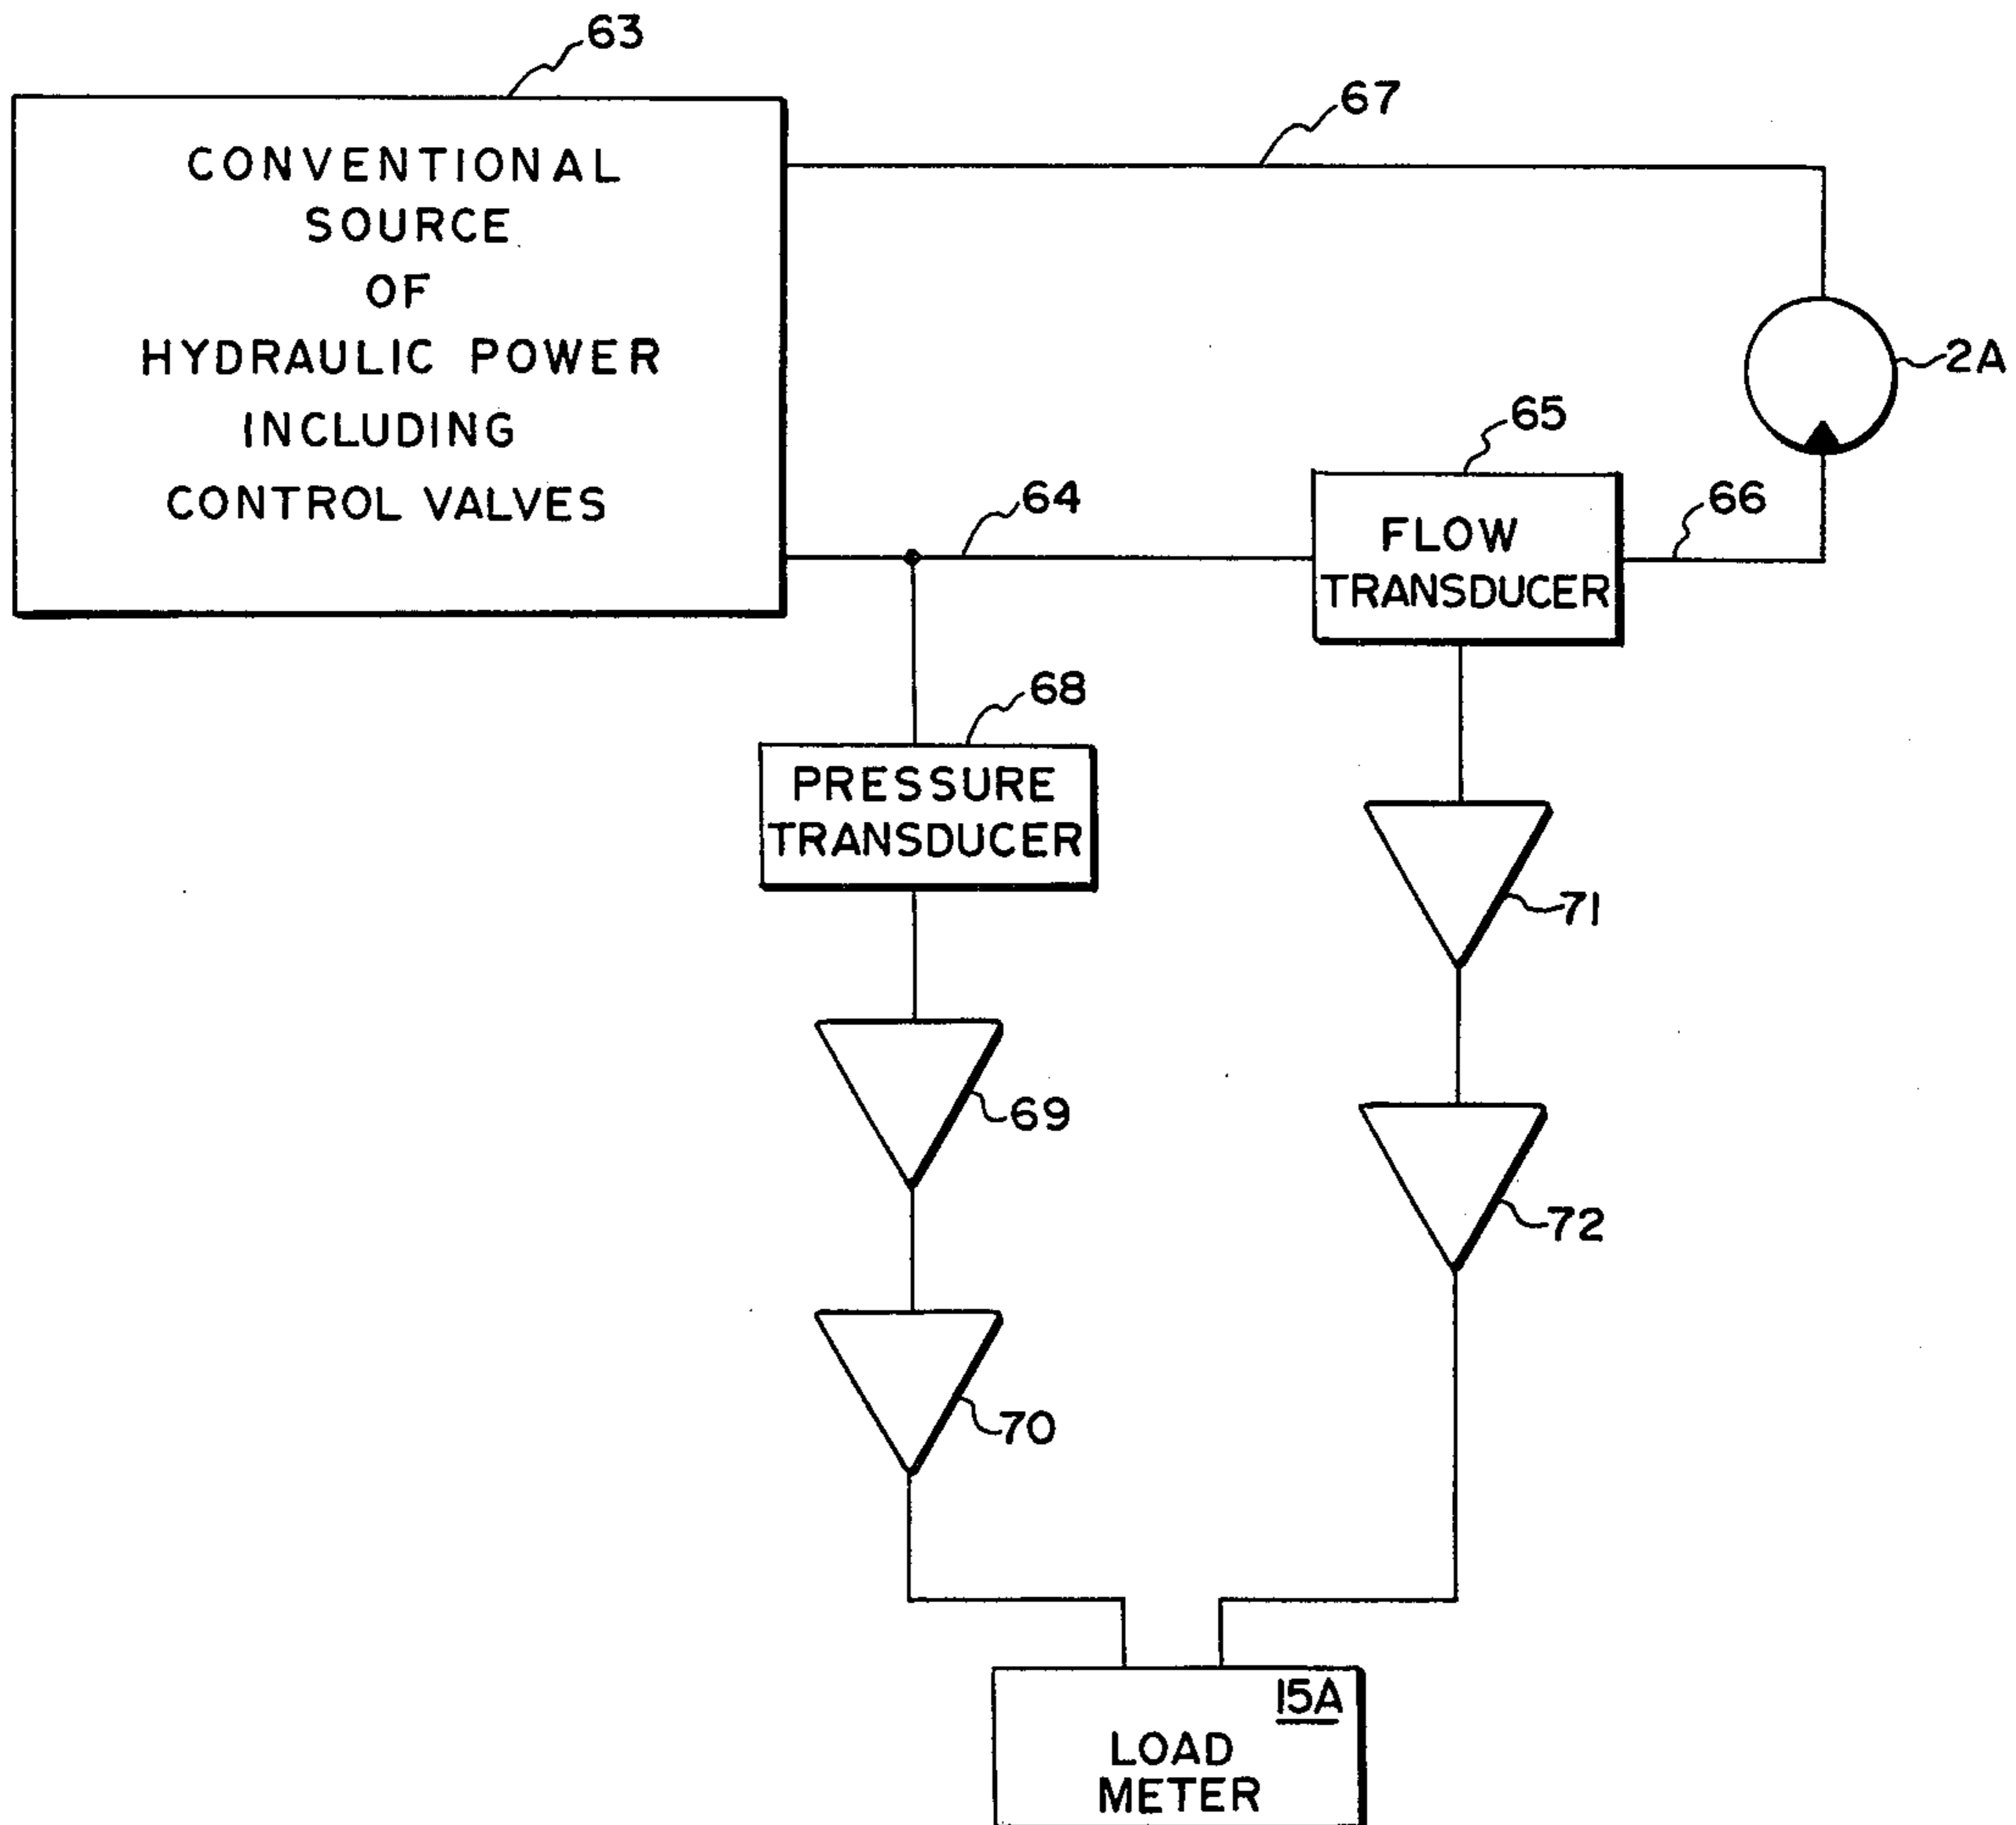 63
67
CONVENTIONAL
SOURCE
OF
HYDRAULIC POWER
INCLUDING
CONTROL VALVES
2A
65
64
66
FLOW
TRANSDUCER
68
PRESSURE
TRANSDUCER
71
69
72
70
15A
LOAD
METER